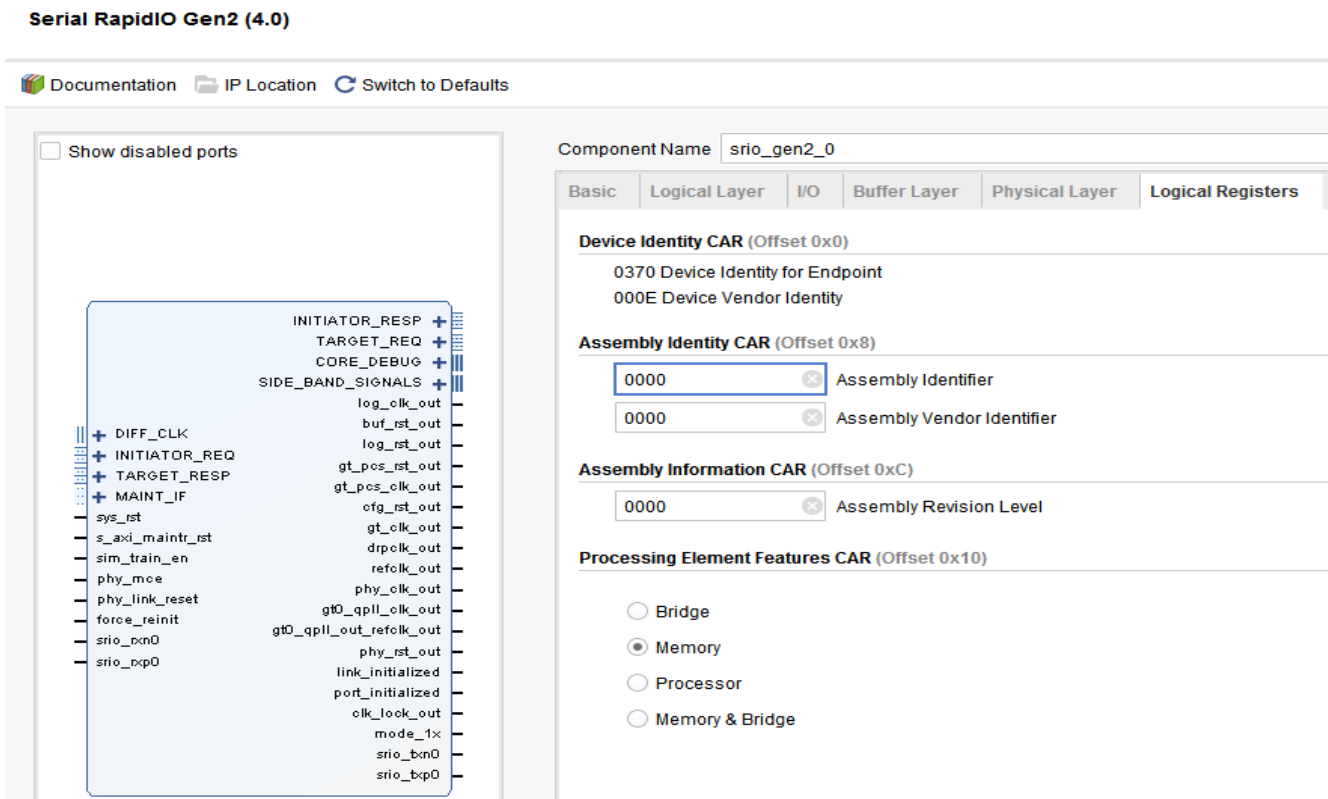 Serial RapidIO Gen2 (4.0)
Documentation IP Location Switch to Defaults
Show disabled ports
INITIATOR_RESP
TARGET_REQ
CORE_DEBUG
SIDE_BAND_SIGNALS
log_clk_out
buf_rst_out
log_rst_out
gt_pcs_rst_out
gt_pcs_clk_out
cfg_rst_out
gt_clk_out
drpclk_out
refclk_out
phy_clk_out
gt0_qpll_clk_out
gt0_qpll_out_refclk_out
phy_rst_out
link_initialized
port_initialized
clk_lock_out
mode_1x
srio_txn0
srio_txp0
DIFF_CLK
INITIATOR_REQ
TARGET_RESP
MAINT_IF
sys_rst
s_axi_maintr_rst
sim_train_en
phy_mce
phy_link_reset
force_reinit
srio_rxn0
srio_rxp0
Component Name srio_gen2_0
Basic Logical Layer I/O Buffer Layer Physical Layer Logical Registers
Device Identity CAR (Offset 0x0)
0370 Device Identity for Endpoint
000E Device Vendor Identity
Assembly Identity CAR (Offset 0x8)
0000 Assembly Identifier
0000 Assembly Vendor Identifier
Assembly Information CAR (Offset 0xC)
0000 Assembly Revision Level
Processing Element Features CAR (Offset 0x10)
Bridge
Memory
Processor
Memory & Bridge